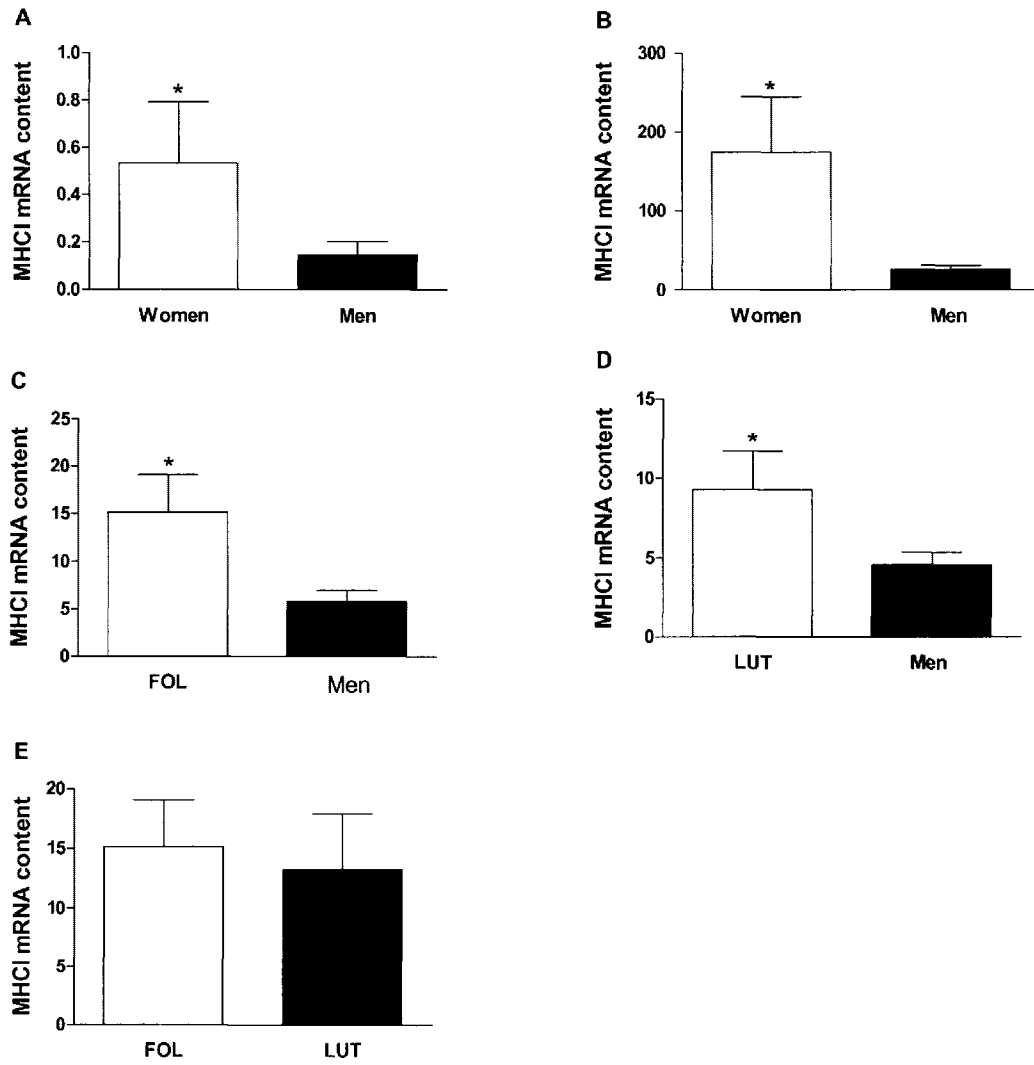 A
MHCI mRNA content
1.0
0.8
0.6
0.4
0.2
0.0
*
Women
Men
B
MHCI mRNA content
300
200
100
0
*
Women
Men
C
MHCI mRNA content
25
20
15
10
5
0
*
FOL
Men
D
MHCI mRNA content
15
10
5
0
*
LUT
Men
E
MHCI mRNA content
20
15
10
5
0
FOL
LUT